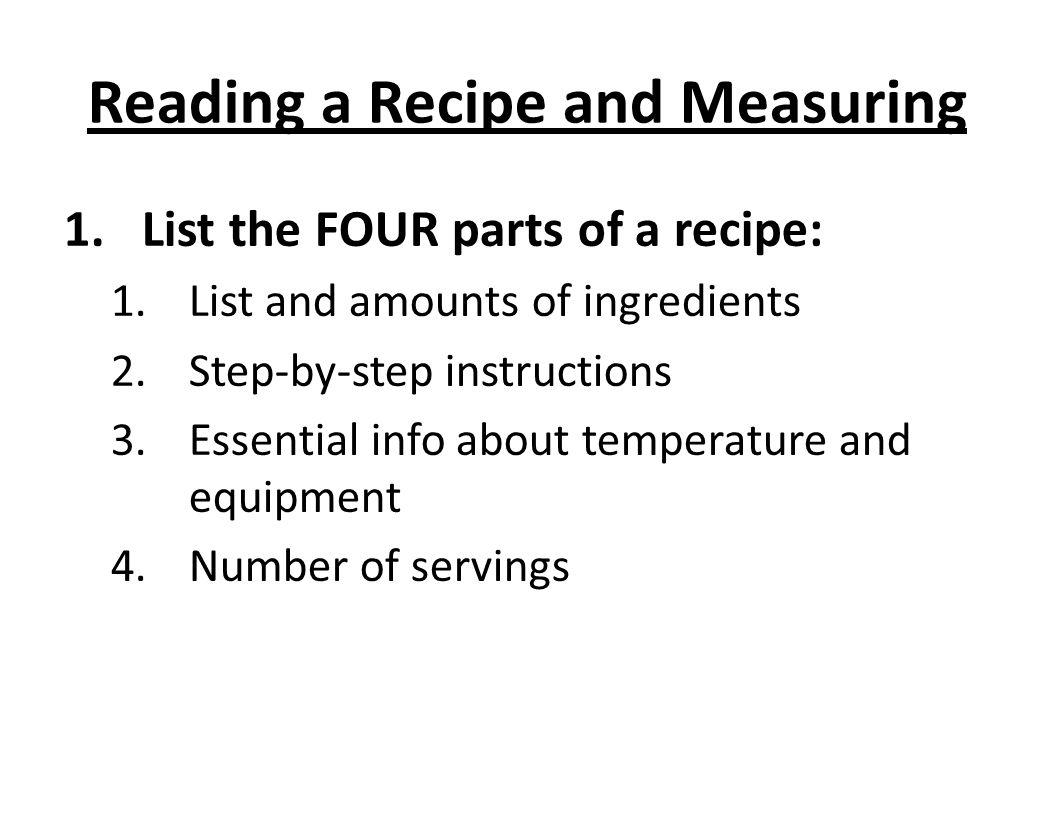 Reading a Recipe and Measuring
1. List the FOUR parts of a recipe:
1. List and amounts of ingredients
2. Step-by-step instructions
3. Essential info about temperature and
equipment
4. Number of servings